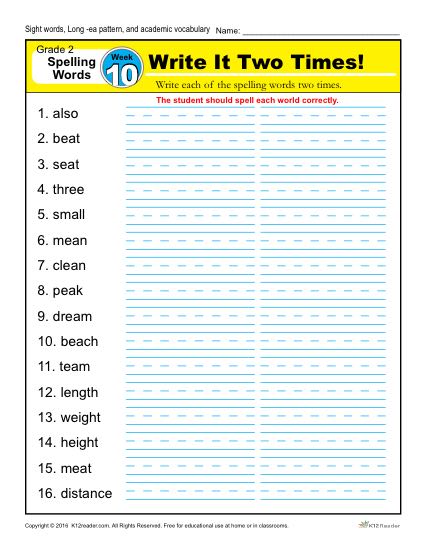 Sight words, Long -ea pattern, and academic vocabulary Name:
Grade 2
Spelling
Words
Week
10
Write It Two Times!
Write each of the spelling words two times.
The student should spell each world correctly.
1. also
2. beat
3. seat
4. three
5. small
6. mean
7. clean
8. peak
9. dream
10. beach
11. team
12. length
13. weight
14. height
15. meat
16. distance
Copyright © 2016 K12reader.com. All Rights Reserved. Free for educational use at home or in classrooms.
K12Reader